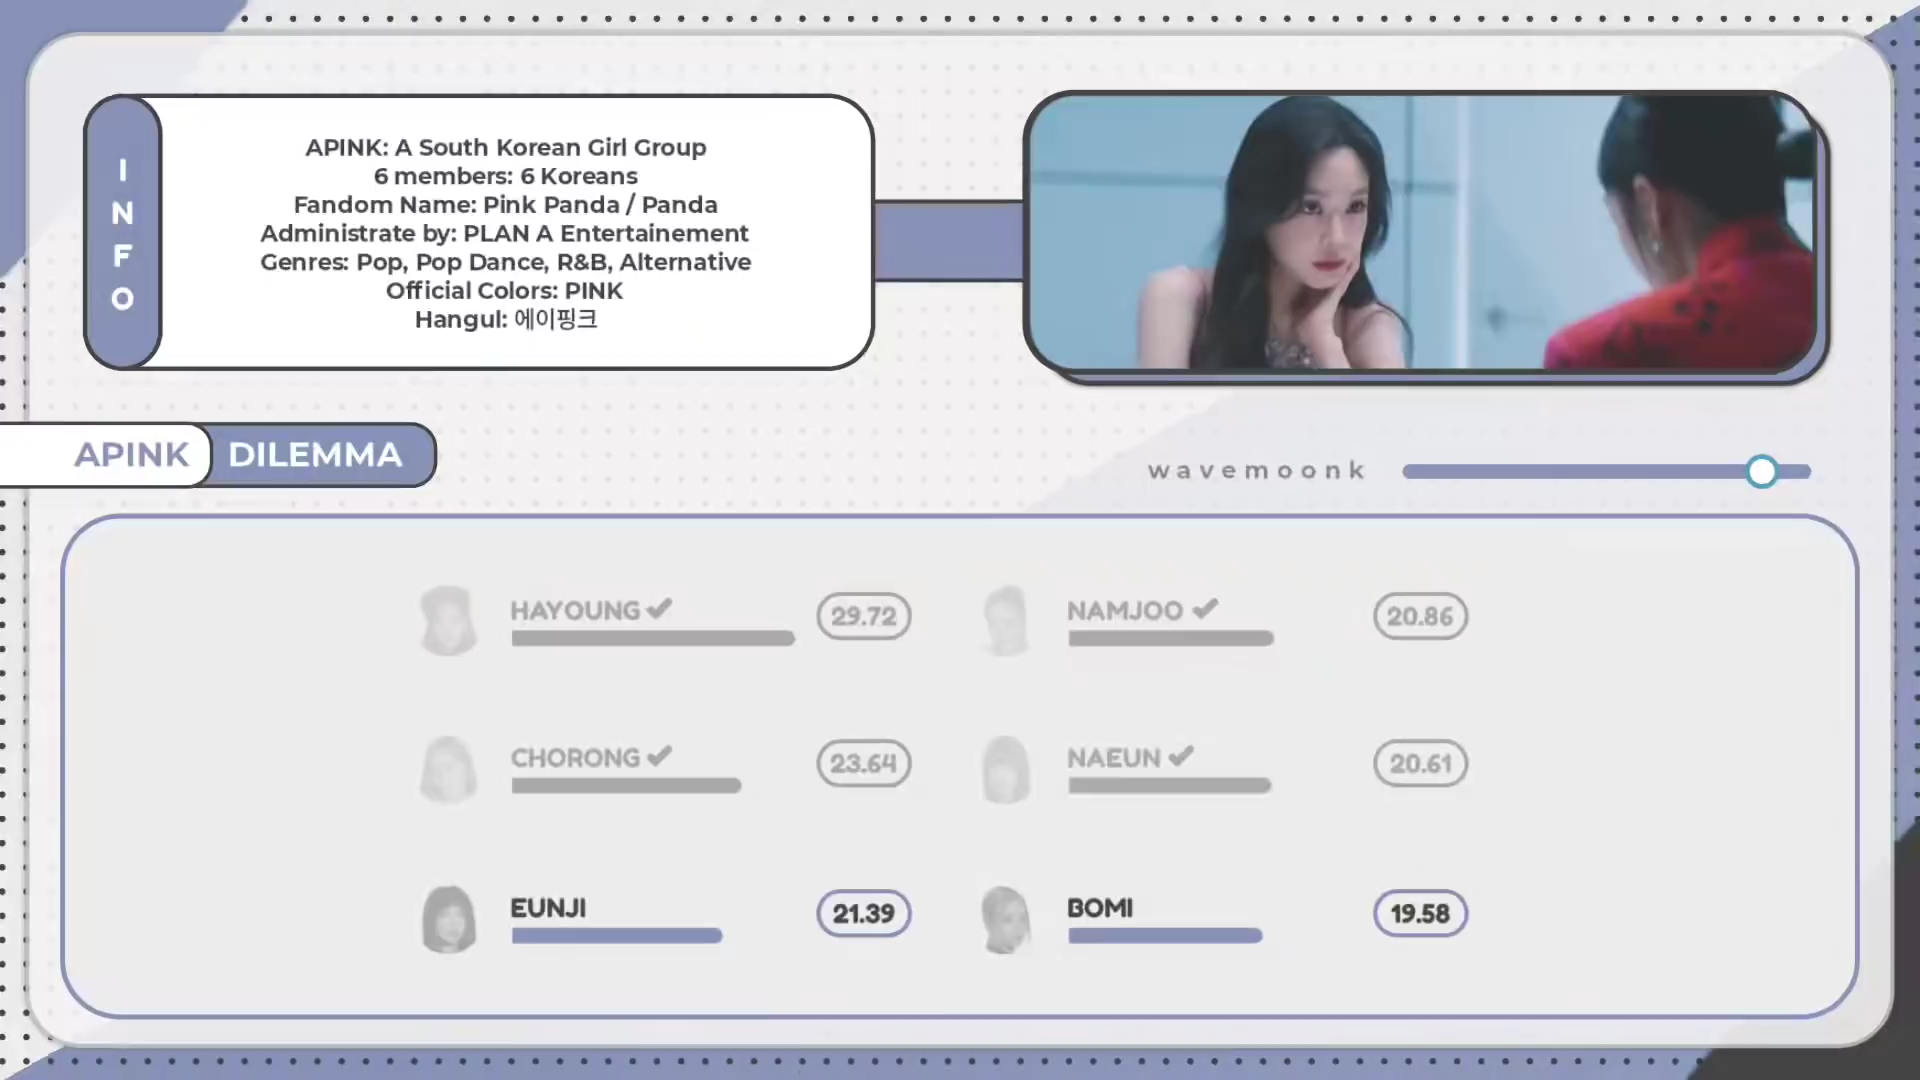 INFO
APINK: A South Korean Girl Group
6 members: 6 Koreans
Fandom Name: Pink Panda / Panda
Administrate by: PLAN A Entertainement
Genres: Pop, Pop Dance, R&B, Alternative
Official Colors: PINK
Hangul: 에이핑크
APINK DILEMMA
wavemoonk
HAYOUNG ✔ 29.72
NAMJOO ✔ 20.86
CHORONG ✔ 23.64
NAEUN ✔ 20.61
EUNJI 21.39
BOMI 19.58